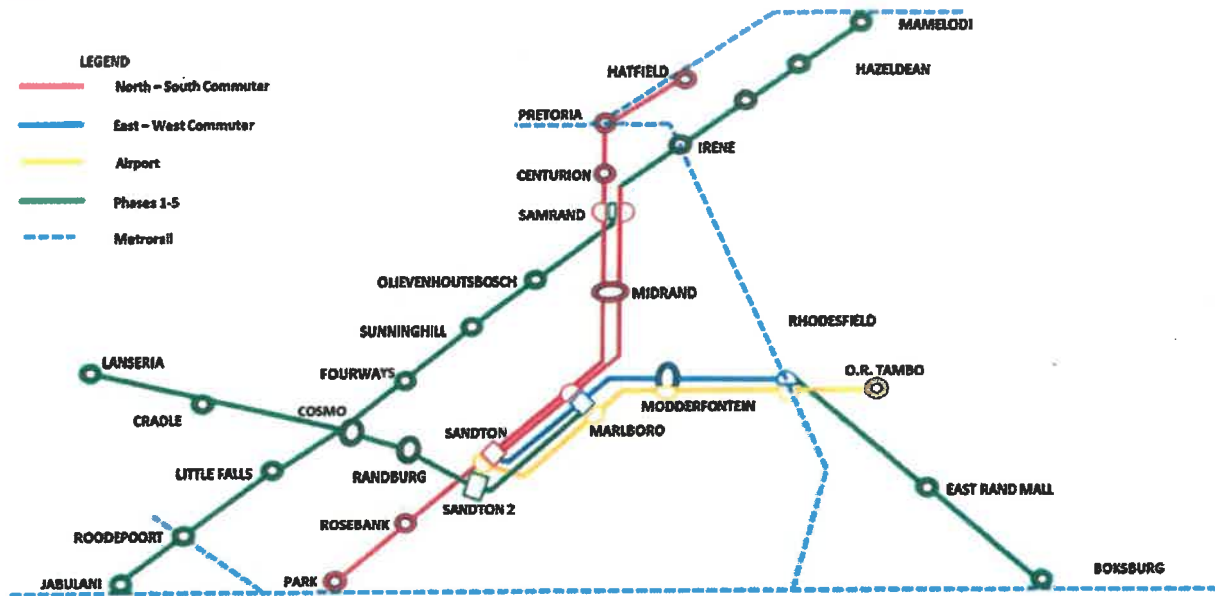 MAMELODI
LEGEND
HATFIELD
HAZELDEAN
North – South Commuter
PRETORIA
East – West Commuter
IRENE
Airport
CENTURION
Phases 1-5
SAMRAND
Metrorail
OLIEVENHOUTSBOSCH
MIDRAND
RHODESFIELD
SUNNINGHILL
LANSERIA
FOURWAYS
O.R. TAMBO
COSMO
CRADLE
MODDERFONTEIN
SANDTON
MARLBORO
LITTLE FALLS
RANDBURG
EAST RAND MALL
SANDTON 2
ROSEBANK
ROODEPOORT
JABULANI
PARK
BOKSBURG